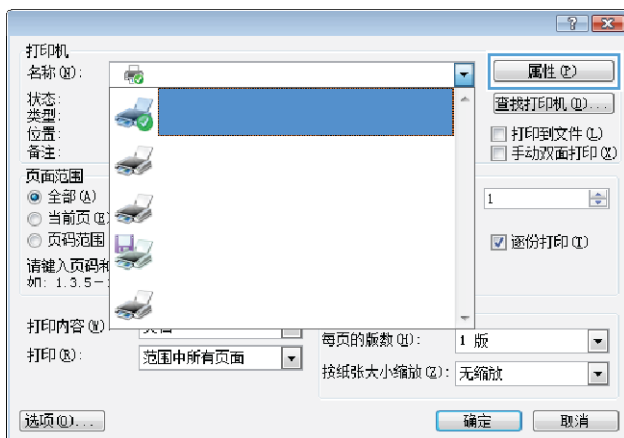 打印机
名称(N):
属性(P)
状态:
类型:
查找打印机(D)...
位置:
打印到文件(L)
备注:
手动双面打印(X)
页面范围
全部(A)
1
当前页(E)
页码范围
逐份打印(T)
请键入页码和
如: 1.3.5-
打印内容(W)
每页的版数(H):
1 版
打印(R):
范围中所有页面
按纸张大小缩放(Z):
无缩放
选项(O)...
确定
取消